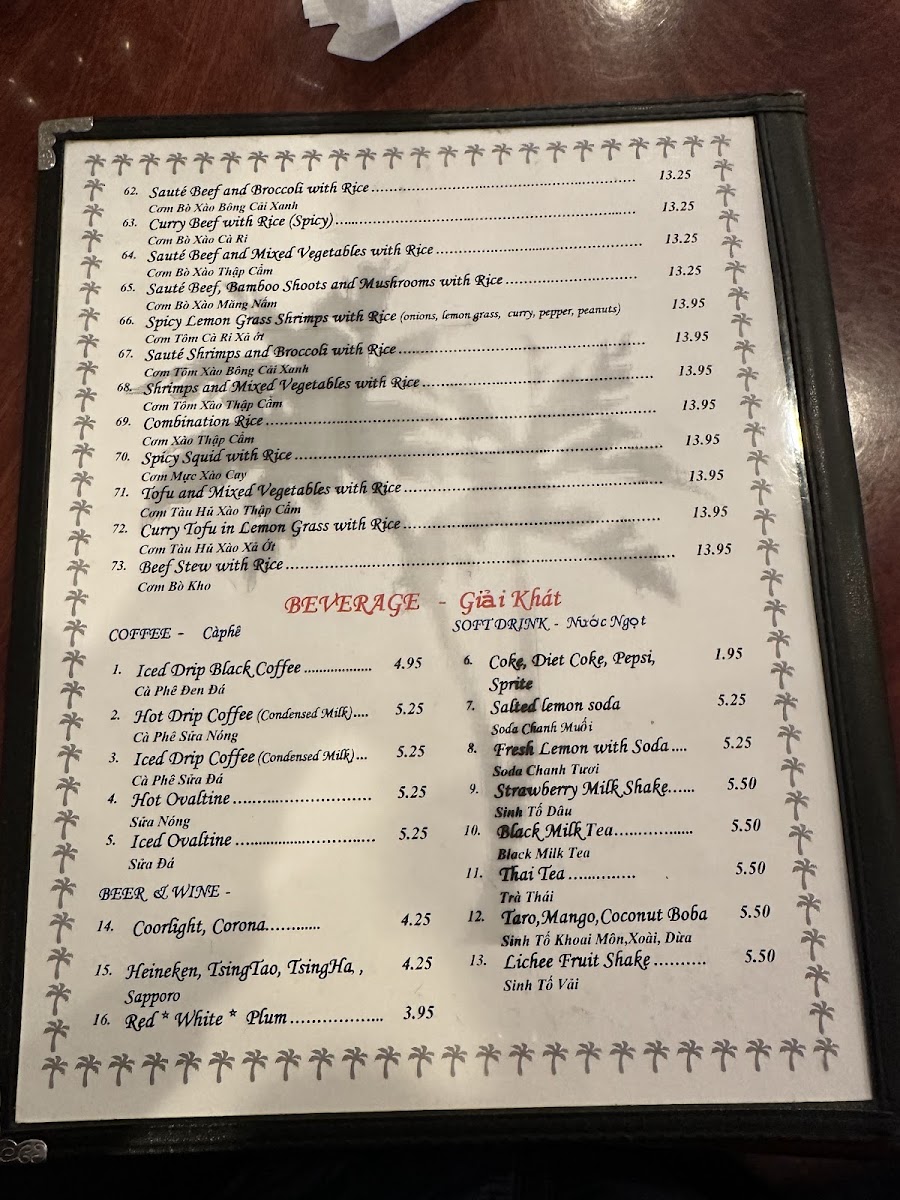 62. Sauté Beef and Broccoli with Rice 13.25
Cơm Bò Xào Bông Cải Xanh
63. Curry Beef with Rice (Spicy) 13.25
Cơm Bò Xào Cà Ri
64. Sauté Beef and Mixed Vegetables with Rice 13.25
Cơm Bò Xào Thập Cẩm
65. Sauté Beef, Bamboo Shoots and Mushrooms with Rice 13.25
Cơm Bò Xào Măng Nấm
66. Spicy Lemon Grass Shrimps with Rice (onions, lemon grass, curry, pepper, peanuts) 13.95
Cơm Tôm Cà Ri Xả ớt
67. Sauté Shrimps and Broccoli with Rice 13.95
Cơm Tôm Xào Bông Cải Xanh
68. Shrimps and Mixed Vegetables with Rice 13.95
Cơm Tôm Xào Thập Cẩm
69. Combination Rice 13.95
Cơm Xào Thập Cẩm
70. Spicy Squid with Rice 13.95
Cơm Mực Xào Cay
71. Tofu and Mixed Vegetables with Rice 13.95
Cơm Tàu Hủ Xào Thập Cẩm
72. Curry Tofu in Lemon Grass with Rice 13.95
Cơm Tàu Hủ Xào Xả Ớt
73. Beef Stew with Rice 13.95
Cơm Bò Kho
BEVERAGE - Giải Khát
COFFEE - Càphê
1. Iced Drip Black Coffee 4.95
Cà Phê Đen Đá
2. Hot Drip Coffee (Condensed Milk) 5.25
Cà Phê Sữa Nóng
3. Iced Drip Coffee (Condensed Milk) 5.25
Cà Phê Sữa Đá
4. Hot Ovaltine 5.25
Sữa Nóng
5. Iced Ovaltine 5.25
Sữa Đá
BEER & WINE -
14. Coorlight, Corona 4.25
15. Heineken, TsingTao, TsingHa, , 4.25
Sapporo
16. Red * White * Plum 3.95
SOFT DRINK - Nước Ngọt
6. Coke, Diet Coke, Pepsi, 1.95
Sprite
7. Salted lemon soda 5.25
Soda Chanh Muối
8. Fresh Lemon with Soda 5.25
Soda Chanh Tươi
9. Strawberry Milk Shake 5.50
Sinh Tố Dâu
10. Black Milk Tea 5.50
Black Milk Tea
11. Thai Tea 5.50
Trà Thái
12. Taro,Mango,Coconut Boba 5.50
Sinh Tố Khoai Môn,Xoài, Dừa
13. Lichee Fruit Shake 5.50
Sinh Tố Vải